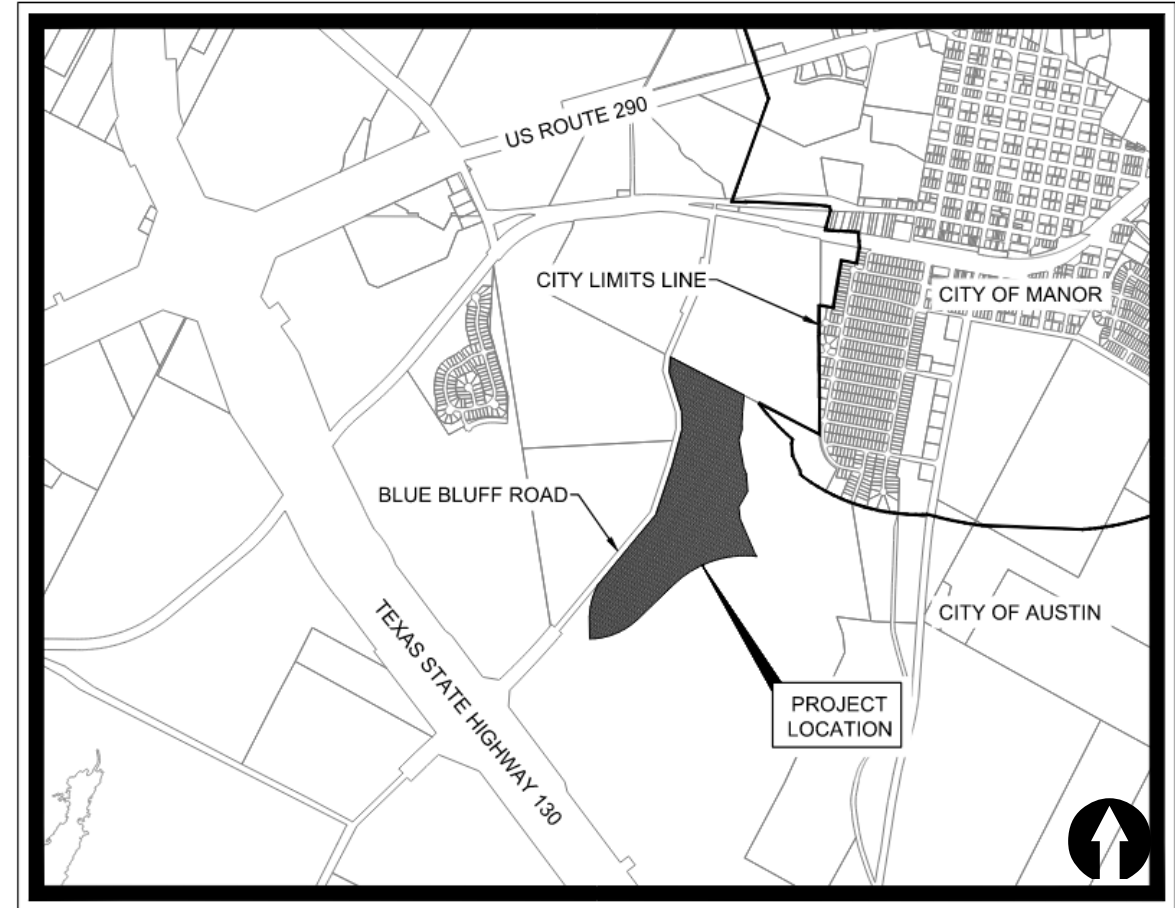 US ROUTE 290
CITY LIMITS LINE
CITY OF MANOR
BLUE BLUFF ROAD
TEXAS STATE HIGHWAY 130
CITY OF AUSTIN
PROJECT
LOCATION